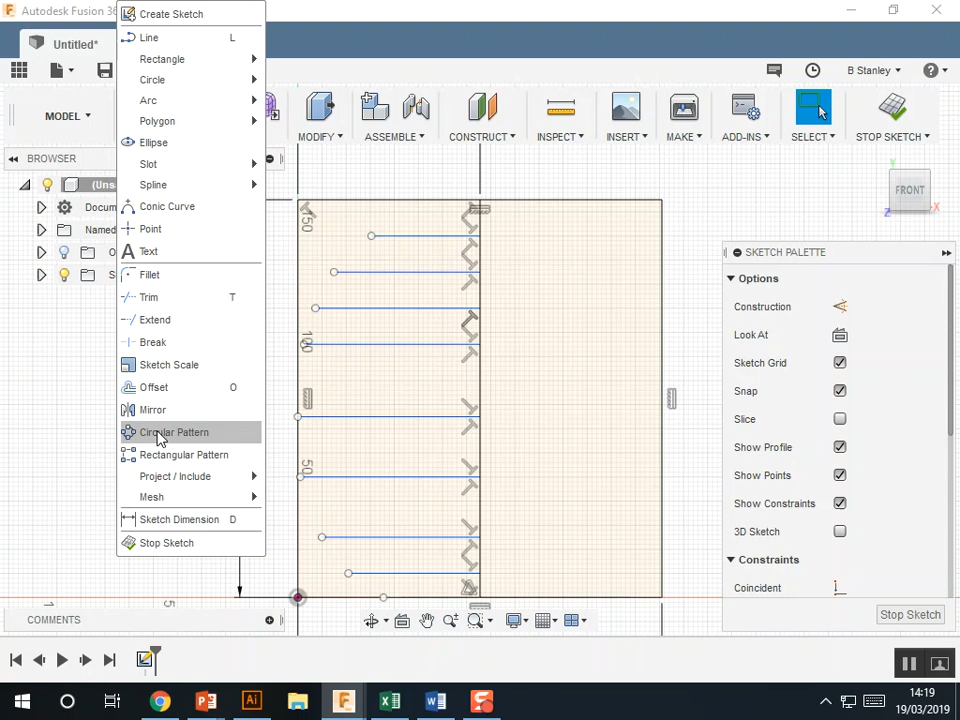 Autodesk Fusion 36
Untitled*
B Stanley
MODEL
MODIFY
ASSEMBLE
CONSTRUCT
INSPECT
INSERT
MAKE
ADD-INS
SELECT
STOP SKETCH
BROWSER
(Uns
Docum
Named
O
S
Create Sketch
Line L
Rectangle
Circle
Arc
Polygon
Ellipse
Slot
Spline
Conic Curve
Point
Text
Fillet
Trim T
Extend
Break
Sketch Scale
Offset O
Mirror
Circular Pattern
Rectangular Pattern
Project / Include
Mesh
Sketch Dimension D
Stop Sketch
150
100
50
FRONT
Y
X
Z
SKETCH PALETTE
Options
Construction
Look At
Sketch Grid
Snap
Slice
Show Profile
Show Points
Show Constraints
3D Sketch
Constraints
Coincident
Stop Sketch
COMMENTS
14:19
19/03/2019